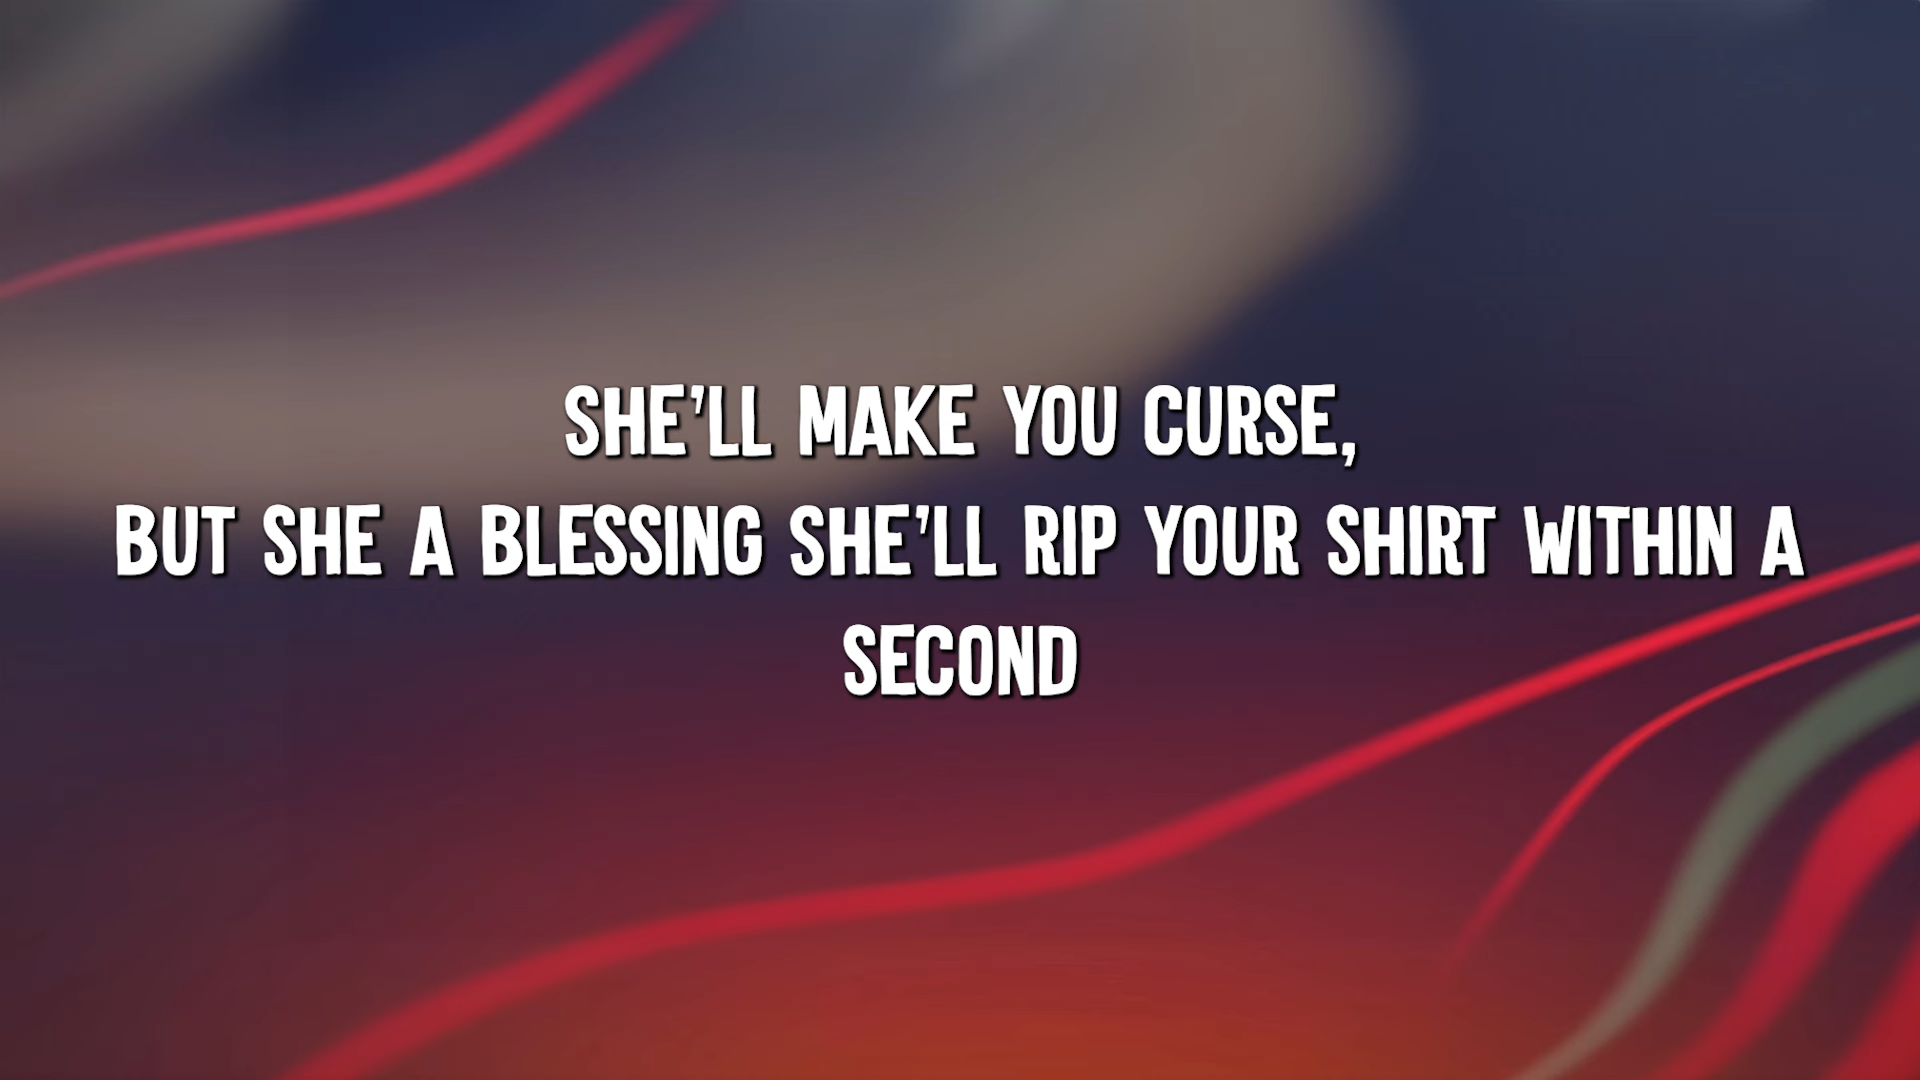 SHE'LL MAKE YOU CURSE,
BUT SHE A BLESSING SHE'LL RIP YOUR SHIRT WITHIN A
SECOND